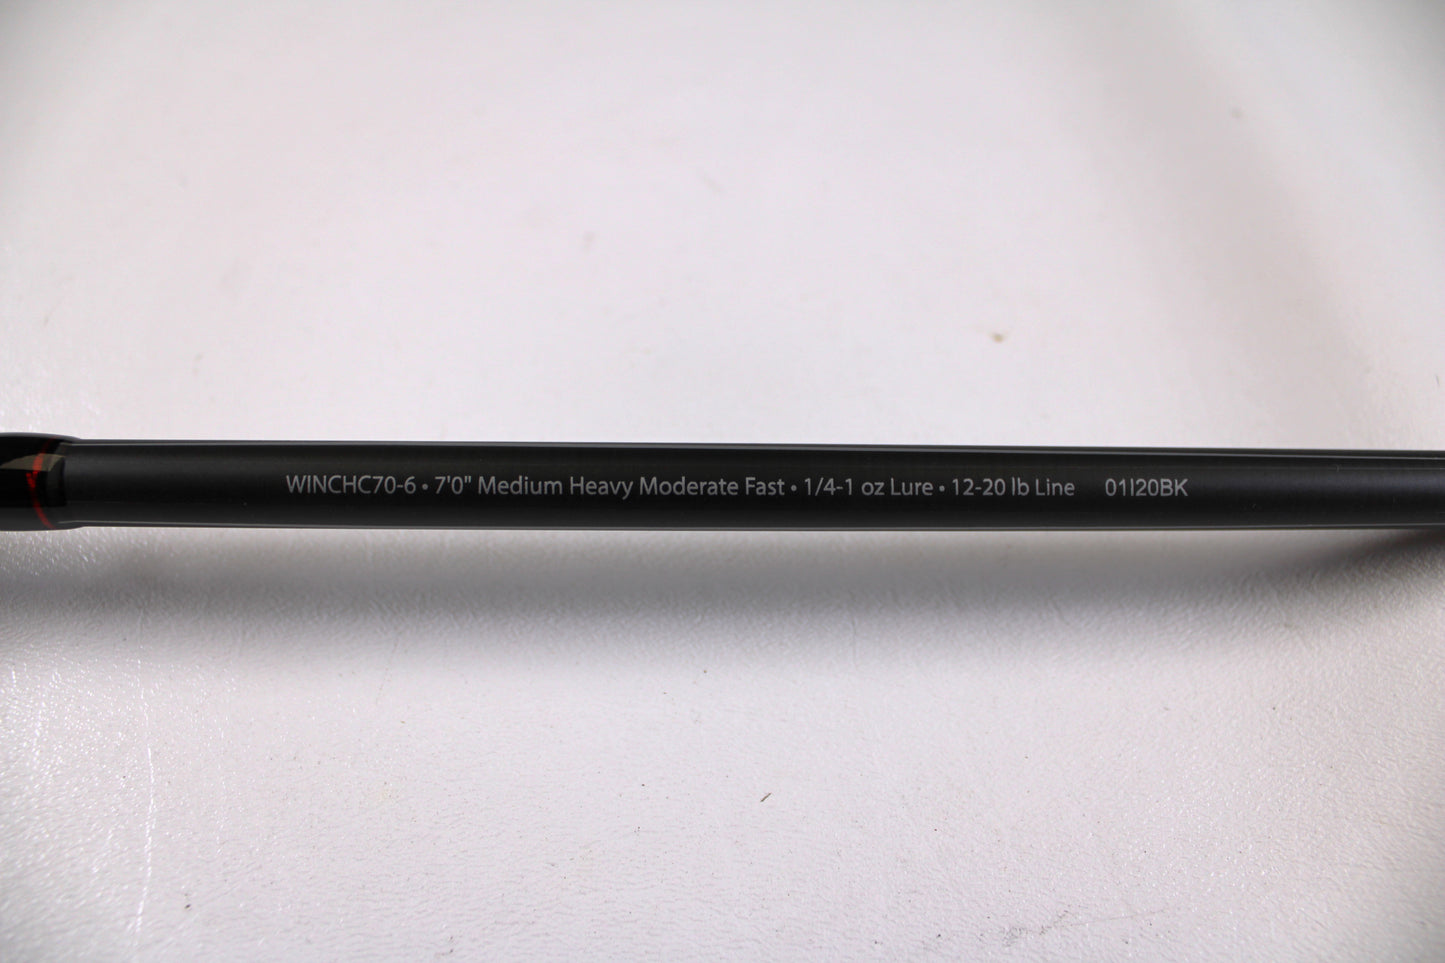 WINCHC70-6 • 7'0" Medium Heavy Moderate Fast • 1/4-1 oz Lure • 12-20 lb Line 01I20BK